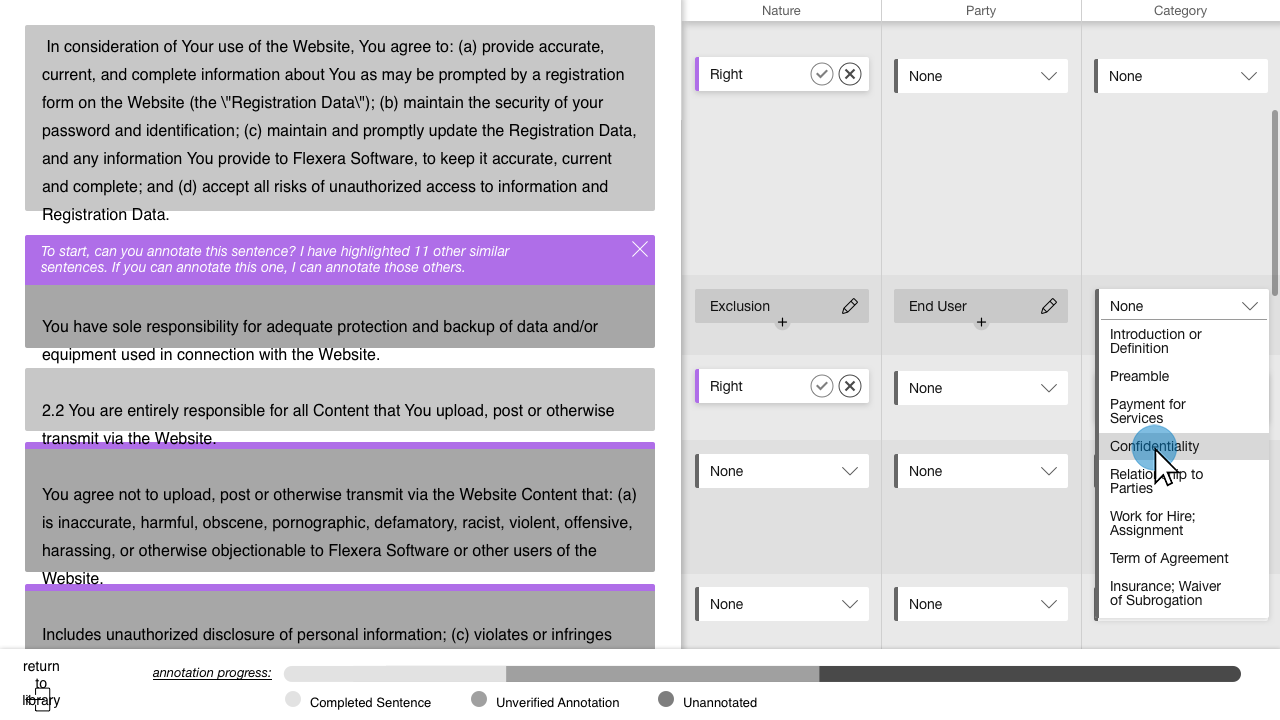 Nature Party Category
In consideration of Your use of the Website, You agree to: (a) provide accurate,
current, and complete information about You as may be prompted by a registration
form on the Website (the \"Registration Data\"); (b) maintain the security of your
password and identification; (c) maintain and promptly update the Registration Data,
and any information You provide to Flexera Software, to keep it accurate, current
and complete; and (d) accept all risks of unauthorized access to information and
Registration Data.
Right None None
To start, can you annotate this sentence? I have highlighted 11 other similar
sentences. If you can annotate this one, I can annotate those others.
You have sole responsibility for adequate protection and backup of data and/or
equipment used in connection with the Website.
Exclusion End User None
+ +
Introduction or
Definition
Preamble
Payment for
Services
Confidentiality
Relationship to
Parties
Work for Hire;
Assignment
Term of Agreement
Insurance; Waiver
of Subrogation
2.2 You are entirely responsible for all Content that You upload, post or otherwise
transmit via the Website.
Right None
You agree not to upload, post or otherwise transmit via the Website Content that: (a)
is inaccurate, harmful, obscene, pornographic, defamatory, racist, violent, offensive,
harassing, or otherwise objectionable to Flexera Software or other users of the
Website.
None None
Includes unauthorized disclosure of personal information; (c) violates or infringes
None None
return
to
library
annotation progress:
Completed Sentence Unverified Annotation Unannotated